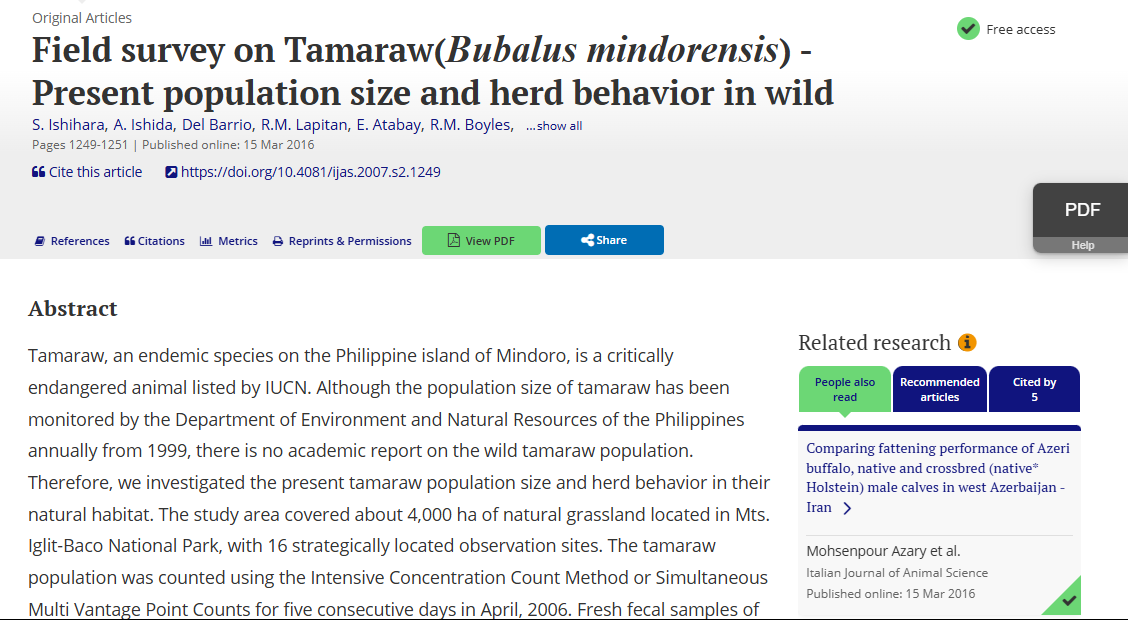 Original Articles
Free access
Field survey on Tamaraw(Bubalus mindorensis) -
Present population size and herd behavior in wild
S. Ishihara, A. Ishida, Del Barrio, R.M. Lapitan, E. Atabay, R.M. Boyles, ...show all
Pages 1249-1251 | Published online: 15 Mar 2016
Cite this article https://doi.org/10.4081/ijas.2007.s2.1249
PDF
Help
References Citations Metrics Reprints & Permissions View PDF Share
Abstract
Tamaraw, an endemic species on the Philippine island of Mindoro, is a critically
endangered animal listed by IUCN. Although the population size of tamaraw has been
monitored by the Department of Environment and Natural Resources of the Philippines
annually from 1999, there is no academic report on the wild tamaraw population.
Therefore, we investigated the present tamaraw population size and herd behavior in their
natural habitat. The study area covered about 4,000 ha of natural grassland located in Mts.
Iglit-Baco National Park, with 16 strategically located observation sites. The tamaraw
population was counted using the Intensive Concentration Count Method or Simultaneous
Multi Vantage Point Counts for five consecutive days in April, 2006. Fresh fecal samples of
Related research
People also
read
Recommended
articles
Cited by
5
Comparing fattening performance of Azeri
buffalo, native and crossbred (native*
Holstein) male calves in west Azerbaijan -
Iran
Mohsenpour Azary et al.
Italian Journal of Animal Science
Published online: 15 Mar 2016